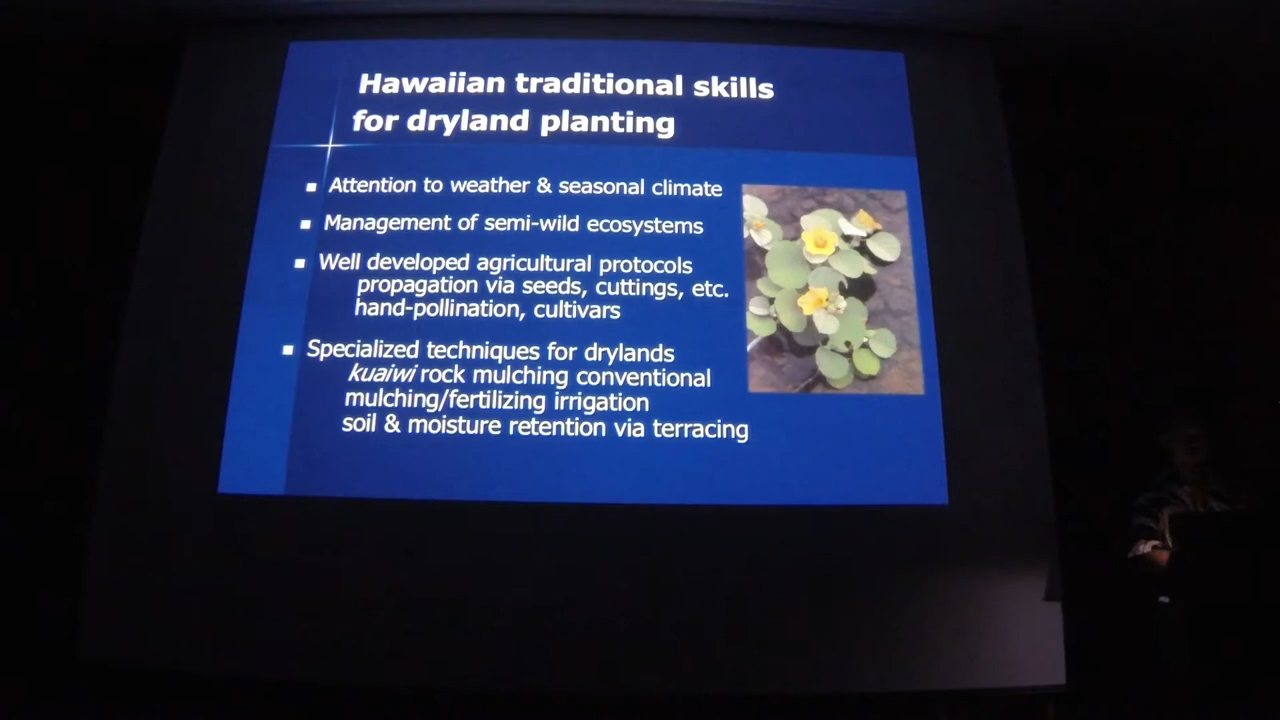 Hawaiian traditional skills
for dryland planting
Attention to weather & seasonal climate
Management of semi-wild ecosystems
Well developed agricultural protocols
propagation via seeds, cuttings, etc.
hand-pollination, cultivars
Specialized techniques for drylands
kuaiwi rock mulching conventional
mulching/fertilizing irrigation
soil & moisture retention via terracing